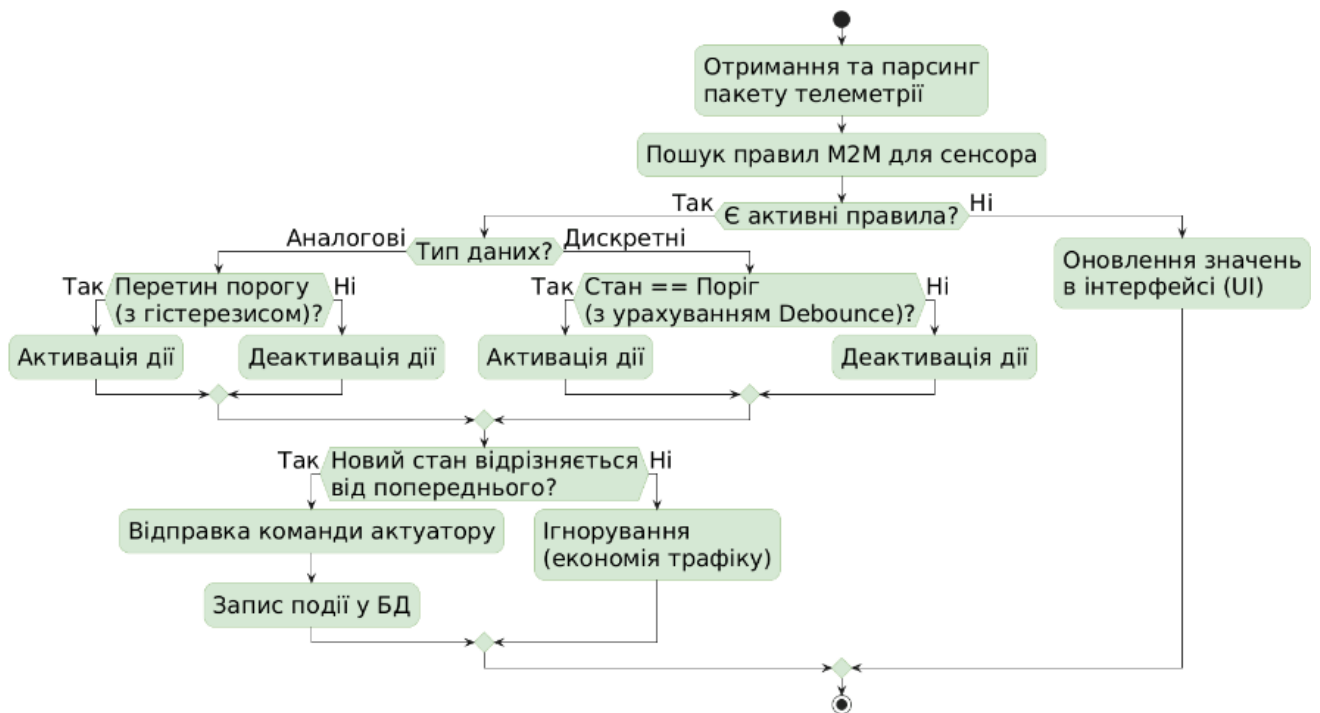 Отримання та парсинг
пакету телеметрії
Пошук правил M2M для сенсора
Так
Є активні правила?
Ні
Аналогові
Тип даних?
Дискретні
Оновлення значень
в інтерфейсі (UI)
Так
Перетин порогу
(з гістерезисом)?
Ні
Так
Стан == Поріг
(з урахуванням Debounce)?
Ні
Активація дії
Деактивація дії
Активація дії
Деактивація дії
Так
Новий стан відрізняється
від попереднього?
Ні
Відправка команди актуатору
Ігнорування
(економія трафіку)
Запис події у БД